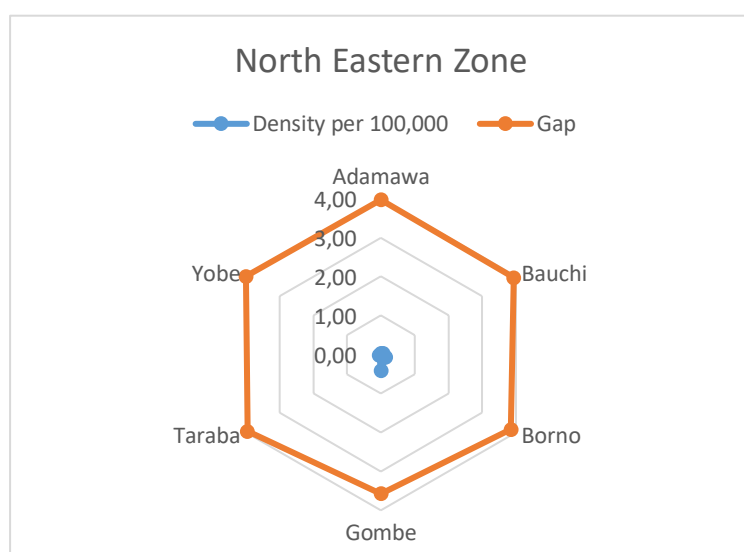 North Eastern Zone
Density per 100,000 Gap
Adamawa
4,00
3,00
Yobe Bauchi
2,00
1,00
0,00
Taraba Borno
Gombe